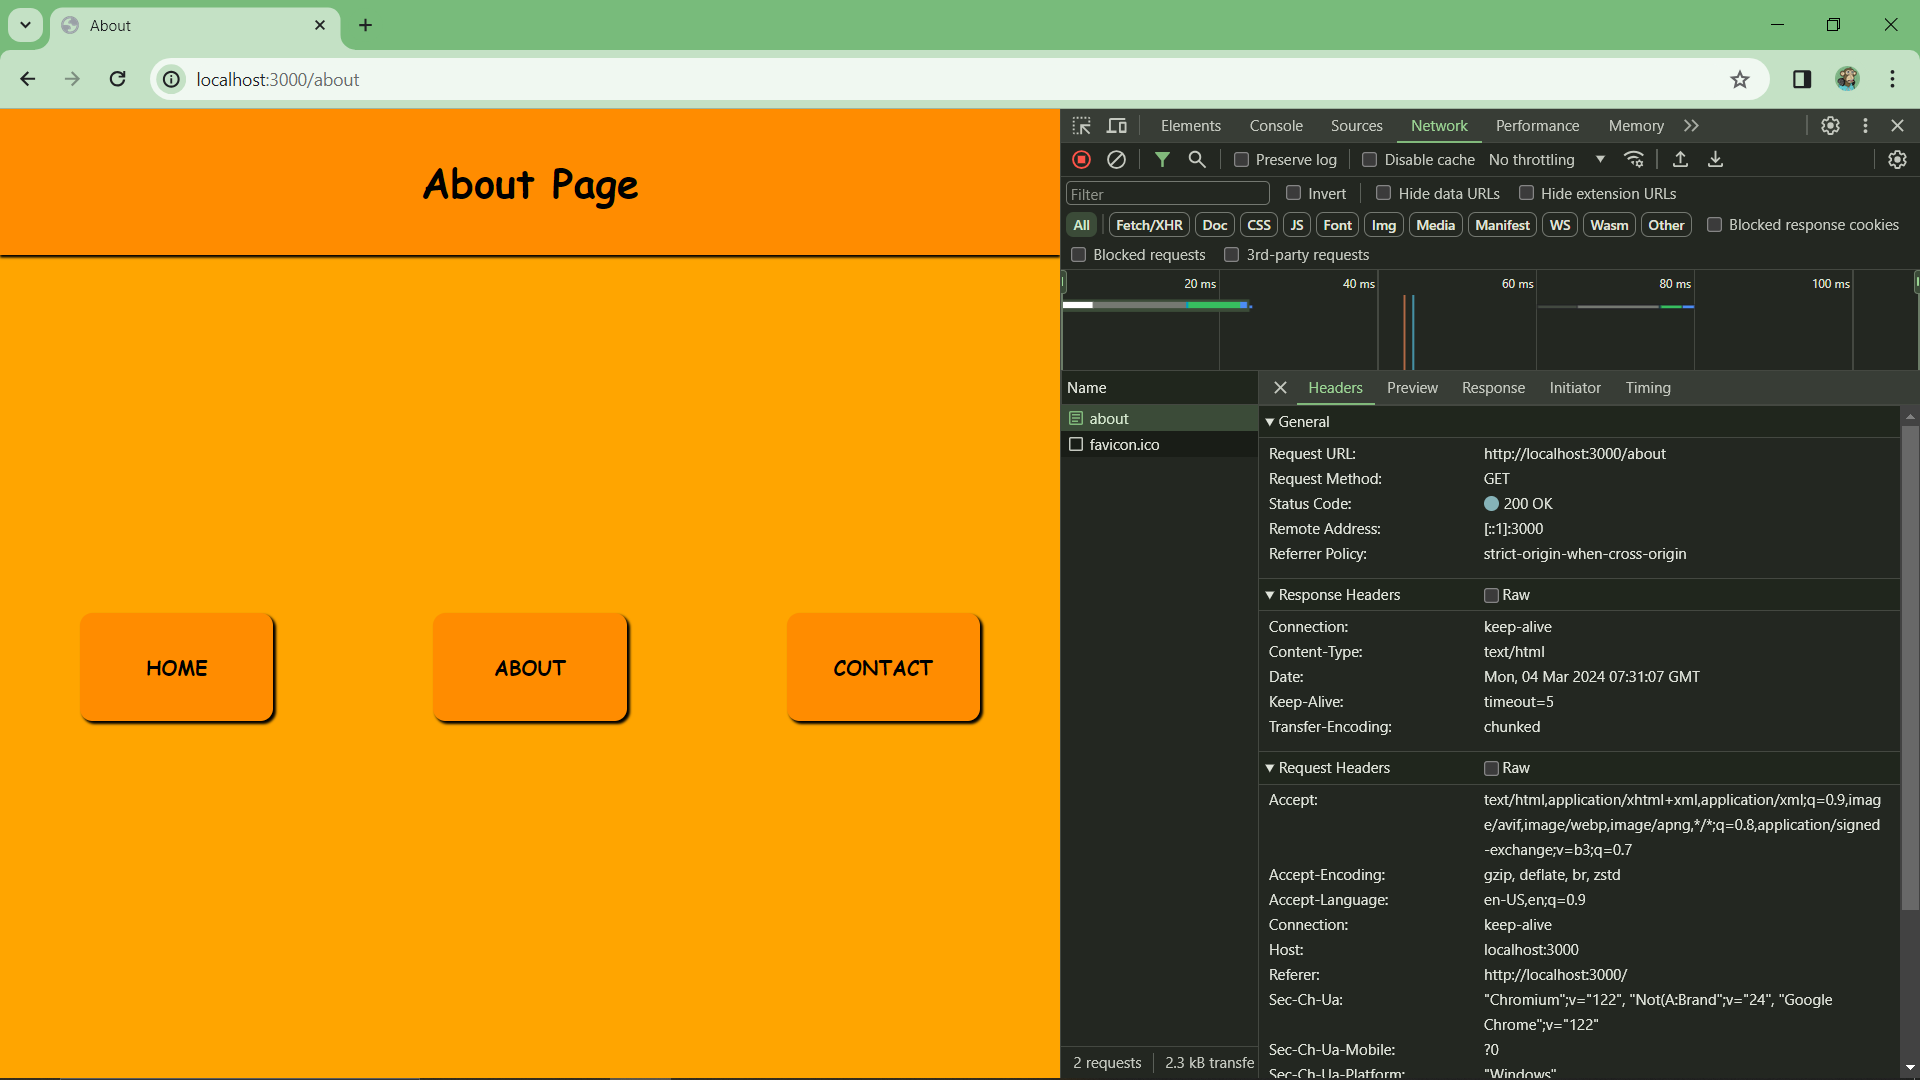 About
localhost:3000/about
About Page
HOME
ABOUT
CONTACT
Elements Console Sources Network Performance Memory
Preserve log Disable cache No throttling
Filter Invert Hide data URLs Hide extension URLs
All Fetch/XHR Doc CSS JS Font Img Media Manifest WS Wasm Other Blocked response cookies
Blocked requests 3rd-party requests
20 ms 40 ms 60 ms 80 ms 100 ms
Name
about
favicon.ico
2 requests 2.3 kB transfe
Headers Preview Response Initiator Timing
General
Request URL: http://localhost:3000/about
Request Method: GET
Status Code: 200 OK
Remote Address: [::1]:3000
Referrer Policy: strict-origin-when-cross-origin
Response Headers Raw
Connection: keep-alive
Content-Type: text/html
Date: Mon, 04 Mar 2024 07:31:07 GMT
Keep-Alive: timeout=5
Transfer-Encoding: chunked
Request Headers Raw
Accept: text/html,application/xhtml+xml,application/xml;q=0.9,imag
e/avif,image/webp,image/apng,*/*;q=0.8,application/signed
-exchange;v=b3;q=0.7
Accept-Encoding: gzip, deflate, br, zstd
Accept-Language: en-US,en;q=0.9
Connection: keep-alive
Host: localhost:3000
Referer: http://localhost:3000/
Sec-Ch-Ua: "Chromium";v="122", "Not(A:Brand";v="24", "Google
Chrome";v="122"
Sec-Ch-Ua-Mobile: ?0
Sec-Ch-Ua-Platform: "Windows"